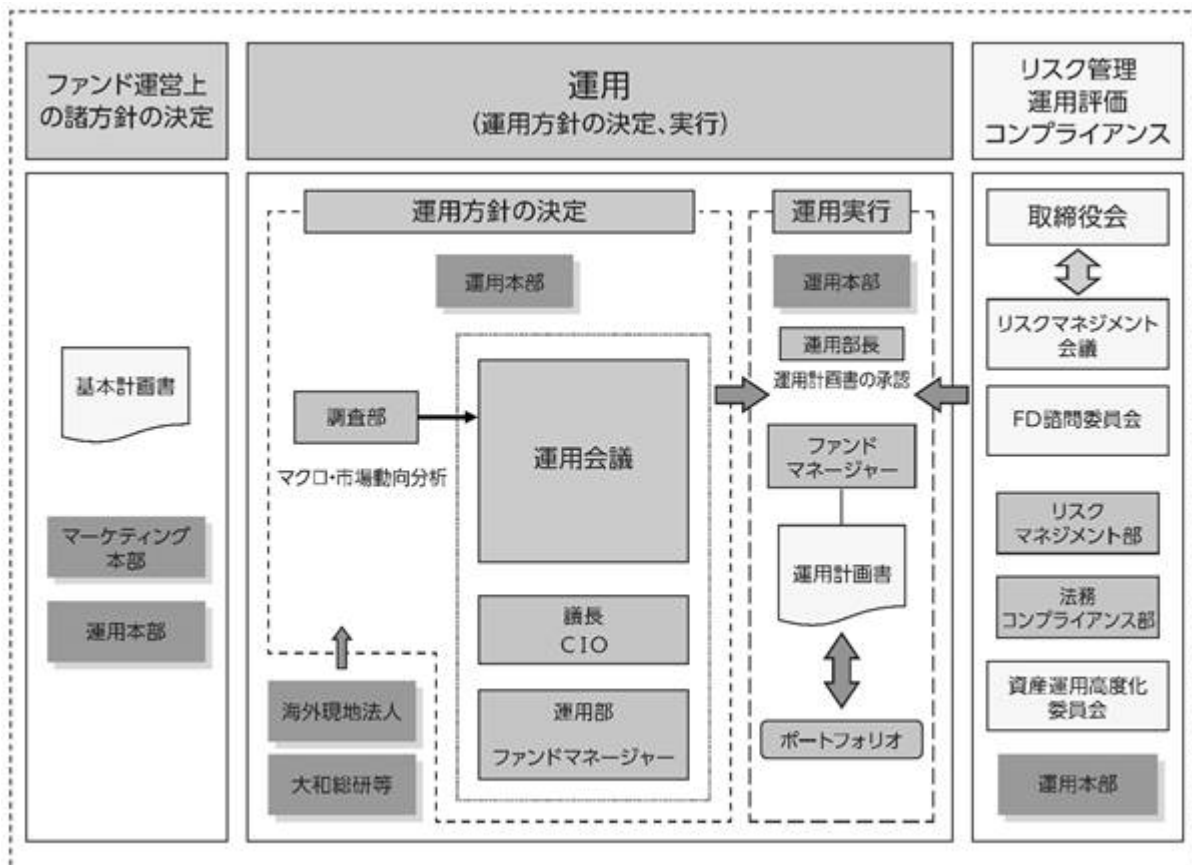 ファンド運営上
の諸方針の決定
運用
(運用方針の決定、実行)
リスク管理
運用評価
コンプライアンス
基本計画書
マーケティング
本部
運用本部
運用方針の決定
運用本部
調査部
マクロ・市場動向分析
運用会議
議長
CIO
運用部
ファンドマネージャー
海外現地法人
大和総研等
運用実行
運用本部
運用部長
運用計画書の承認
ファンド
マネージャー
運用計画書
ポートフォリオ
取締役会
リスクマネジメント
会議
FD諮問委員会
リスク
マネジメント部
法務
コンプライアンス部
資産運用高度化
委員会
運用本部